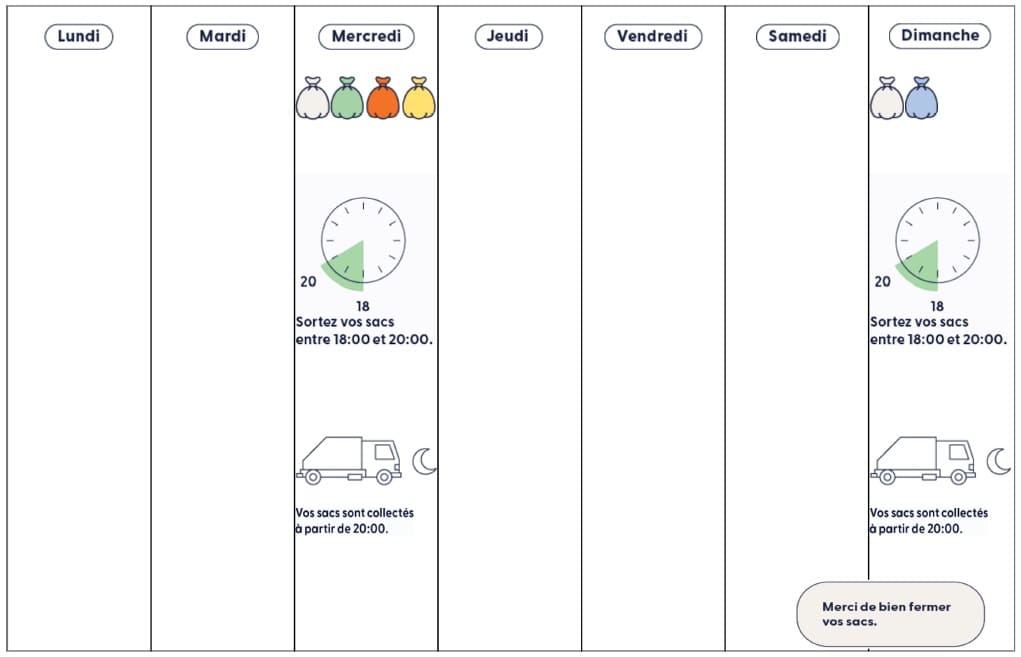 Lundi
Mardi
Mercredi
Jeudi
Vendredi
Samedi
Dimanche
20
18
Sortez vos sacs
entre 18:00 et 20:00.
Vos sacs sont collectés
à partir de 20:00.
20
18
Sortez vos sacs
entre 18:00 et 20:00.
Vos sacs sont collectés
à partir de 20:00.
Merci de bien fermer
vos sacs.